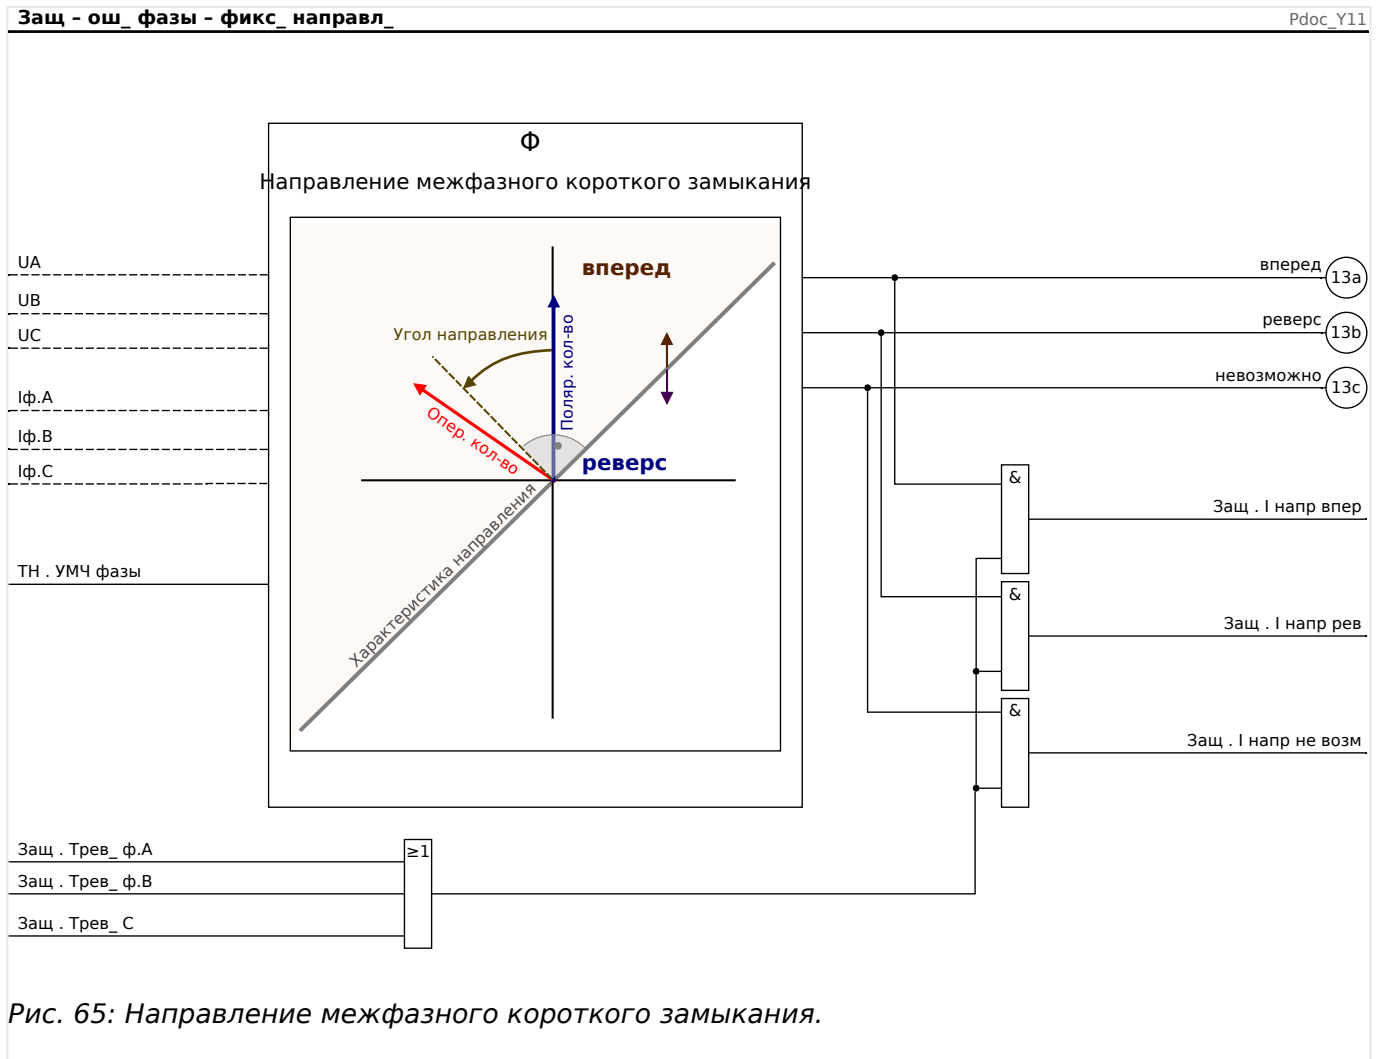 Защ – ош_ фазы – фикс_ направл_
Pdoc_Y11
Φ
Направление межфазного короткого замыкания
UA
UB
UC
Iф.A
Iф.B
Iф.C
ТН . УМЧ фазы
вперед
Угол направления
Поляр. кол-во
Опер. кол-во
реверс
Характеристика направления
вперед
13a
реверс
13b
невозможно
13c
&
Защ . I напр впер
&
Защ . I напр рев
&
Защ . I напр не возм
Защ . Трев_ ф.A
Защ . Трев_ ф.B
Защ . Трев_ C
≥1
Рис. 65: Направление межфазного короткого замыкания.